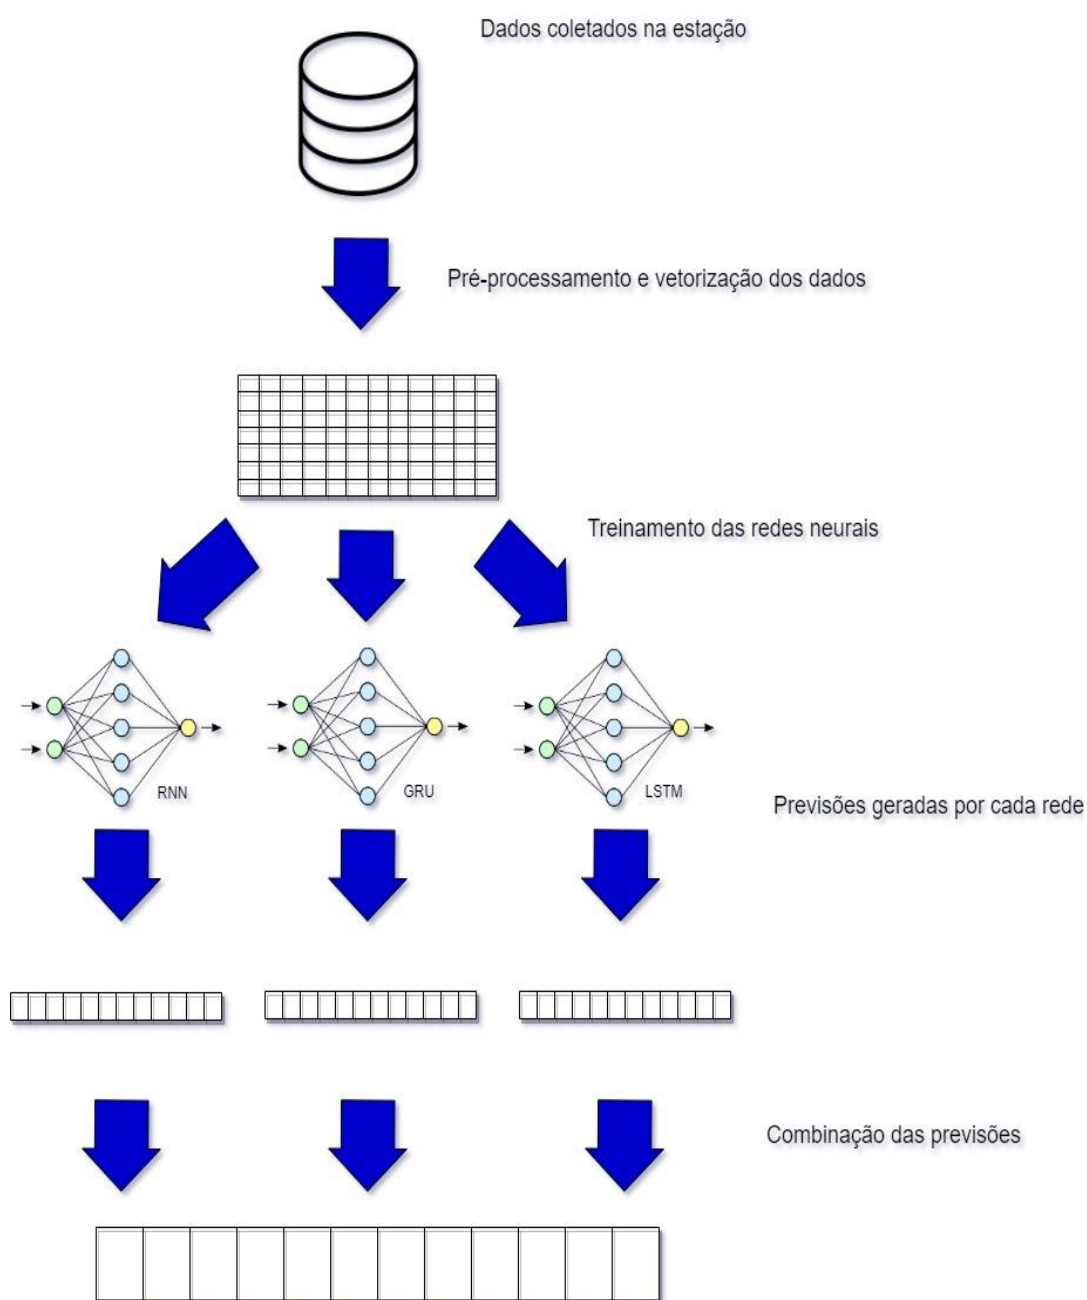 Dados coletados na estação
Pré-processamento e vetorização dos dados
Treinamento das redes neurais
RNN
GRU
LSTM
Previsões geradas por cada rede
Combinação das previsões